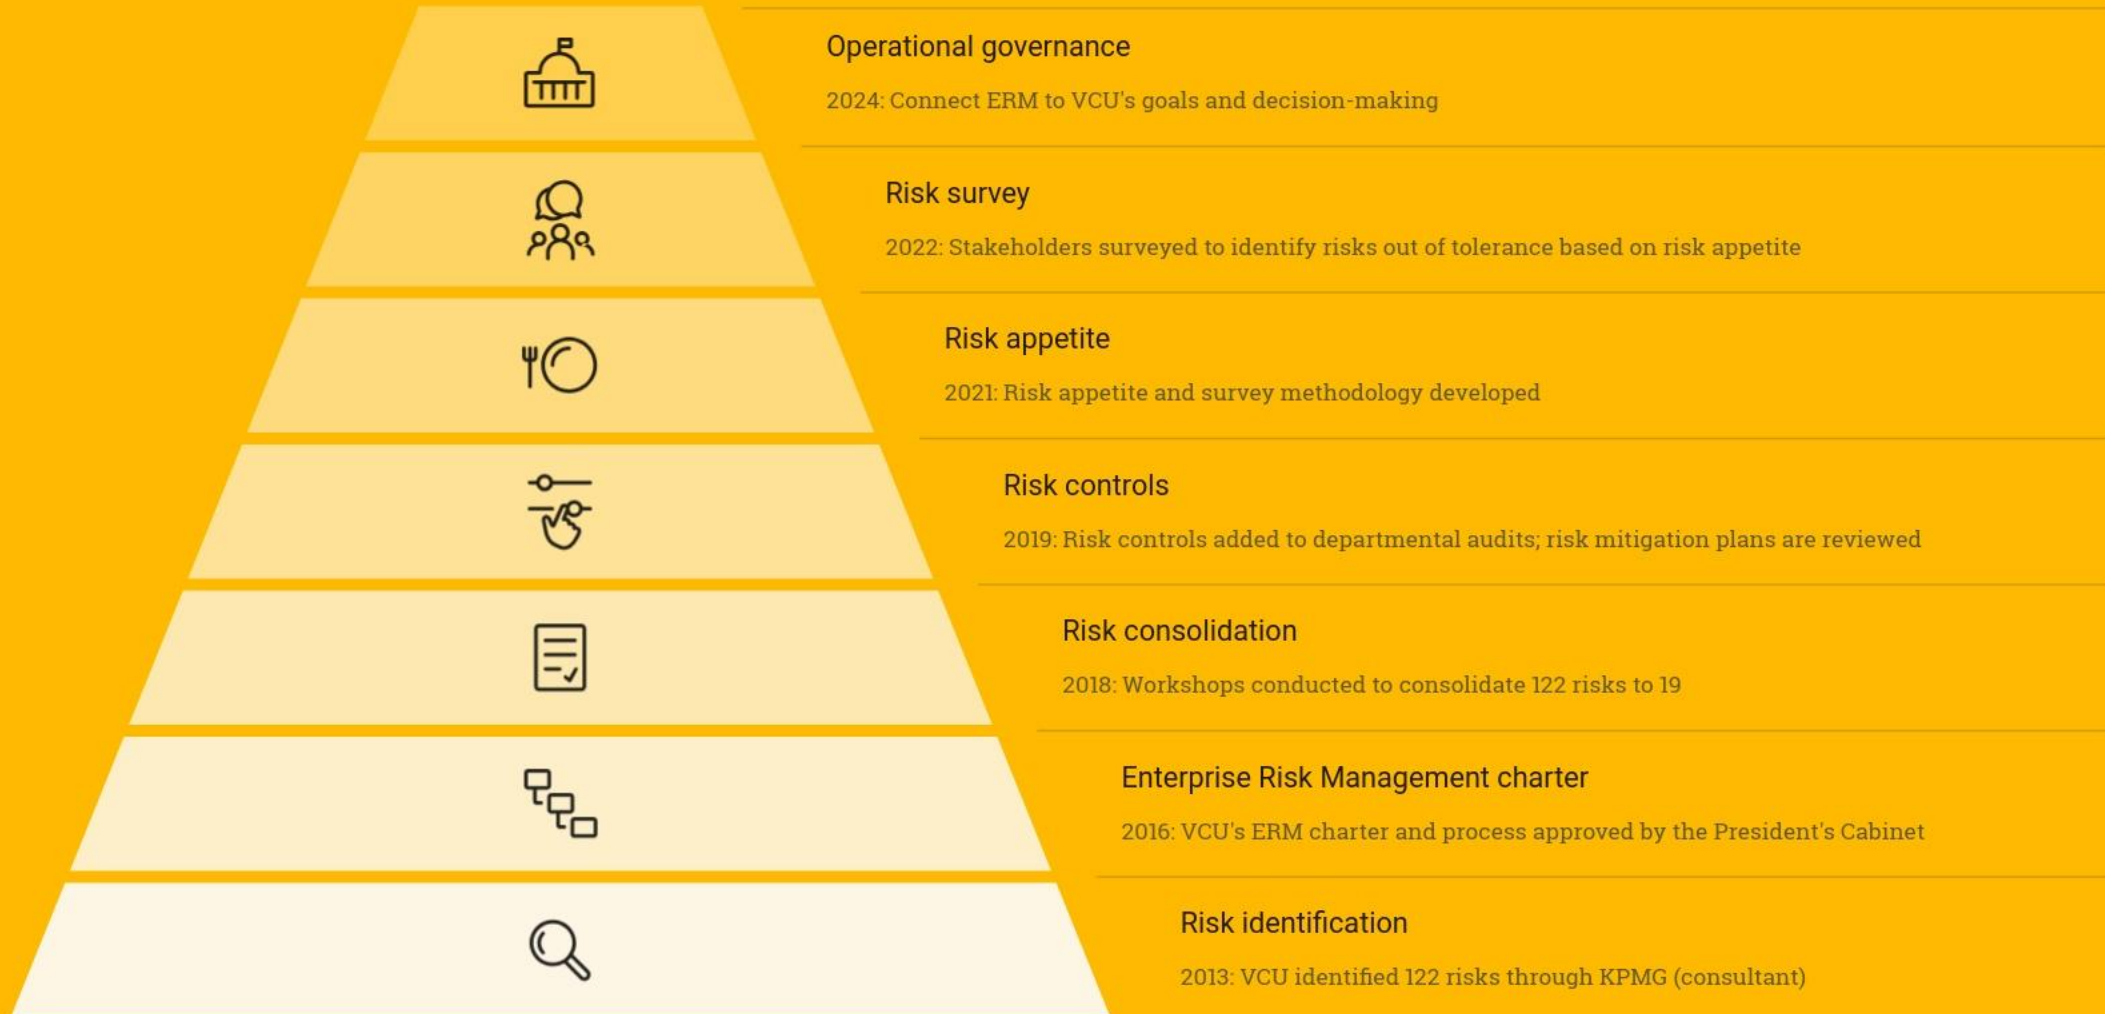 Operational governance
2024: Connect ERM to VCU's goals and decision-making
Risk survey
2022: Stakeholders surveyed to identify risks out of tolerance based on risk appetite
Risk appetite
2021: Risk appetite and survey methodology developed
Risk controls
2019: Risk controls added to departmental audits; risk mitigation plans are reviewed
Risk consolidation
2018: Workshops conducted to consolidate 122 risks to 19
Enterprise Risk Management charter
2016: VCU's ERM charter and process approved by the President's Cabinet
Risk identification
2013: VCU identified 122 risks through KPMG (consultant)